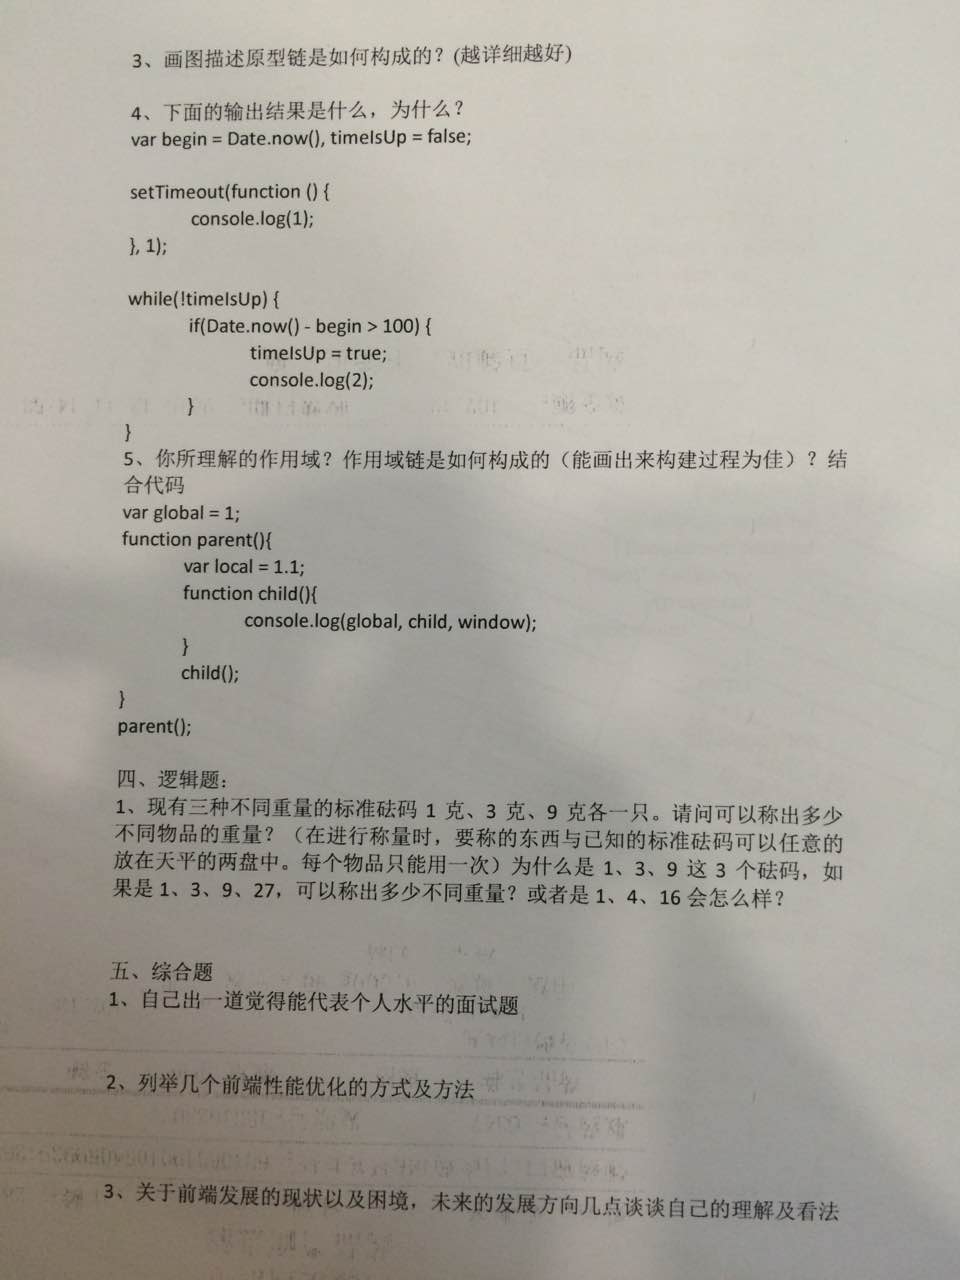 3、画图描述原型链是如何构成的？(越详细越好)
4、下面的输出结果是什么，为什么？
var begin = Date.now(), timeIsUp = false;
setTimeout(function () {
console.log(1);
}, 1);
while(!timeIsUp) {
if(Date.now() - begin > 100) {
timeIsUp = true;
console.log(2);
}
}
5、你所理解的作用域？作用域链是如何构成的（能画出来构建过程为佳）？结
合代码
var global = 1;
function parent(){
var local = 1.1;
function child(){
console.log(global, child, window);
}
child();
}
parent();
四、逻辑题：
1、现有三种不同重量的标准砝码 1 克、3 克、9 克各一只。请问可以称出多少
不同物品的重量？（在进行称量时，要称的东西与已知的标准砝码可以任意的
放在天平的两盘中。每个物品只能用一次）为什么是 1、3、9 这 3 个砝码，如
果是 1、3、9、27，可以称出多少不同重量？或者是 1、4、16 会怎么样？
五、综合题
1、自己出一道觉得能代表个人水平的面试题
2、列举几个前端性能优化的方式及方法
3、关于前端发展的现状以及困境，未来的发展方向几点谈谈自己的理解及看法